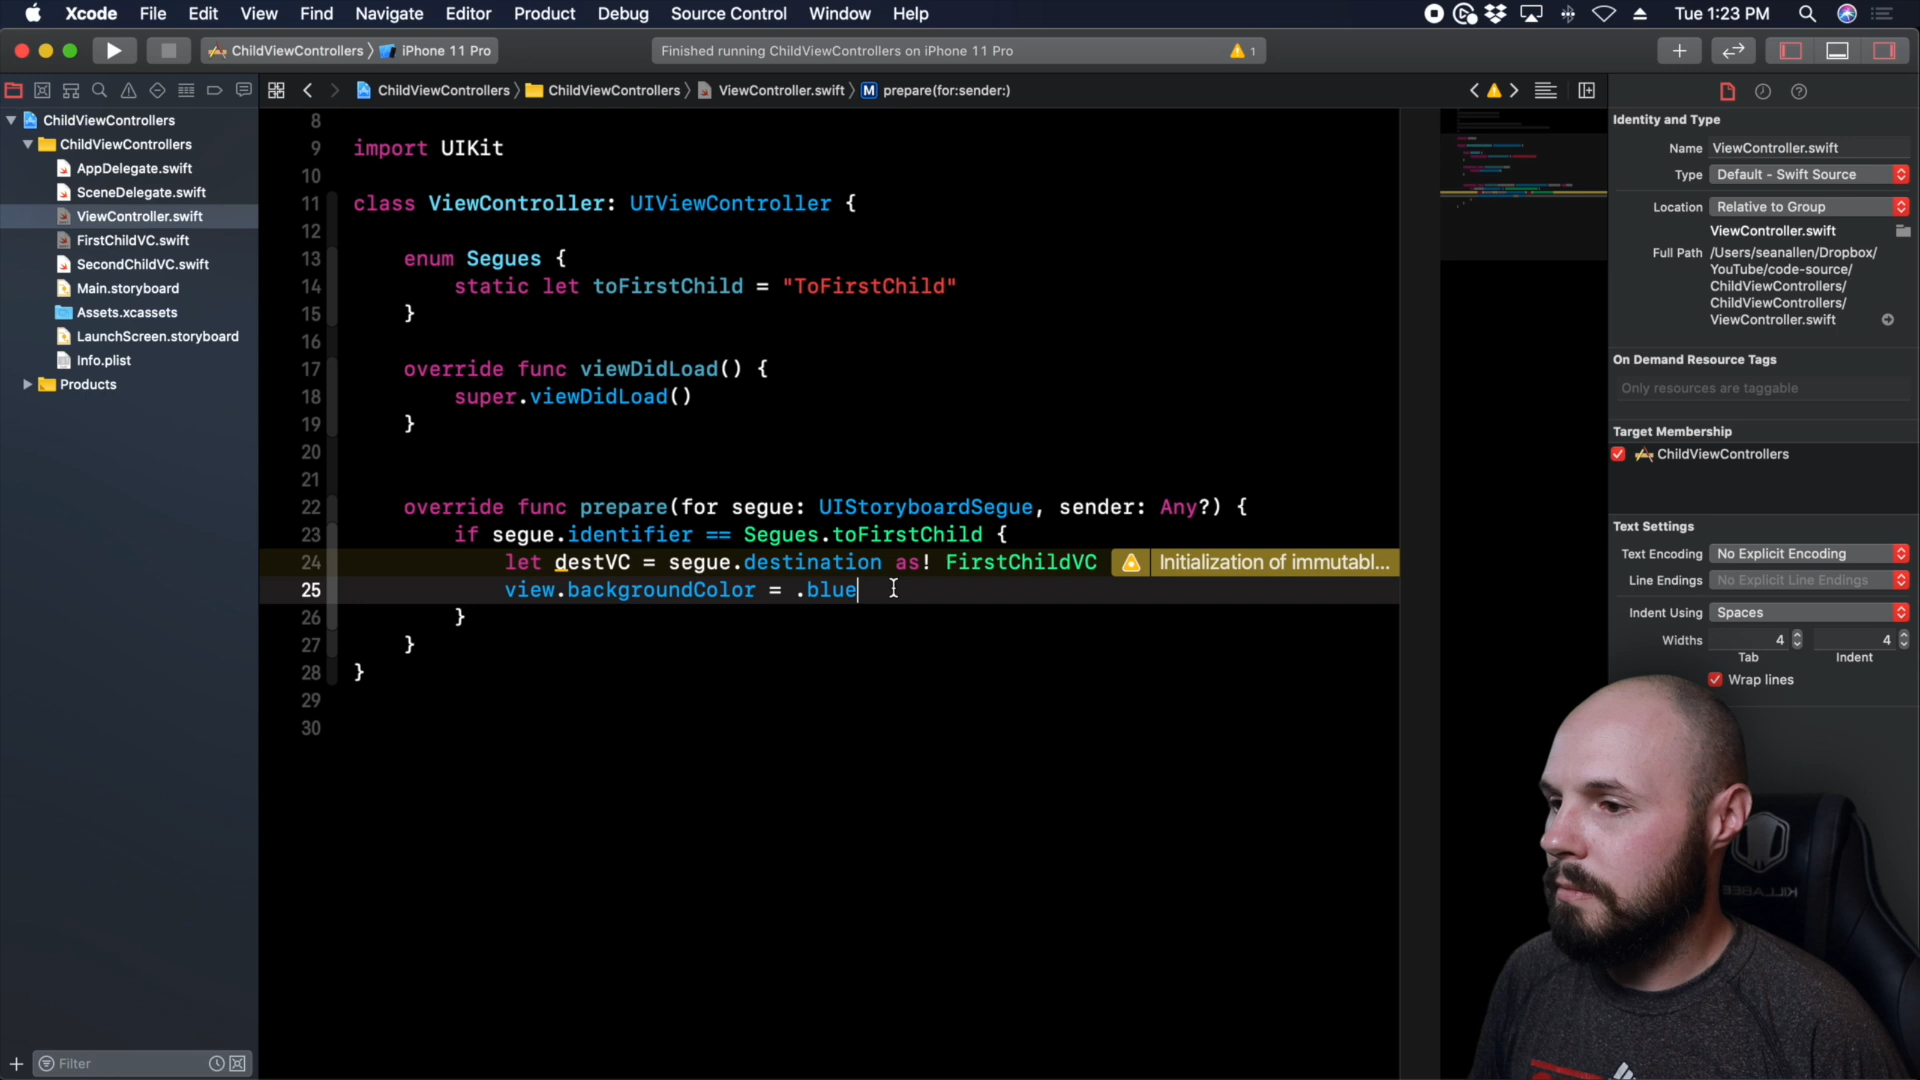 Xcode File Edit View Find Navigate Editor Product Debug Source Control Window Help Tue 1:23 PM
ChildViewControllers iPhone 11 Pro Finished running ChildViewControllers on iPhone 11 Pro 1
ChildViewControllers ChildViewControllers ViewController.swift M prepare(for:sender:)
ChildViewControllers
ChildViewControllers
AppDelegate.swift
SceneDelegate.swift
ViewController.swift
FirstChildVC.swift
SecondChildVC.swift
Main.storyboard
Assets.xcassets
LaunchScreen.storyboard
Info.plist
Products
Filter
8
9 import UIKit
10
11 class ViewController: UIViewController {
12
13 enum Segues {
14 static let toFirstChild = "ToFirstChild"
15 }
16
17 override func viewDidLoad() {
18 super.viewDidLoad()
19 }
20
21
22 override func prepare(for segue: UIStoryboardSegue, sender: Any?) {
23 if segue.identifier == Segues.toFirstChild {
24 let destVC = segue.destination as! FirstChildVC Initialization of immutabl...
25 view.backgroundColor = .blue
26 }
27 }
28 }
29
30
Identity and Type
Name ViewController.swift
Type Default - Swift Source
Location Relative to Group
ViewController.swift
Full Path /Users/seanallen/Dropbox/
YouTube/code-source/
ChildViewControllers/
ChildViewControllers/
ViewController.swift
On Demand Resource Tags
Only resources are taggable
Target Membership
ChildViewControllers
Text Settings
Text Encoding No Explicit Encoding
Line Endings No Explicit Line Endings
Indent Using Spaces
Widths 4 4
Tab Indent
Wrap lines
KILLABEE